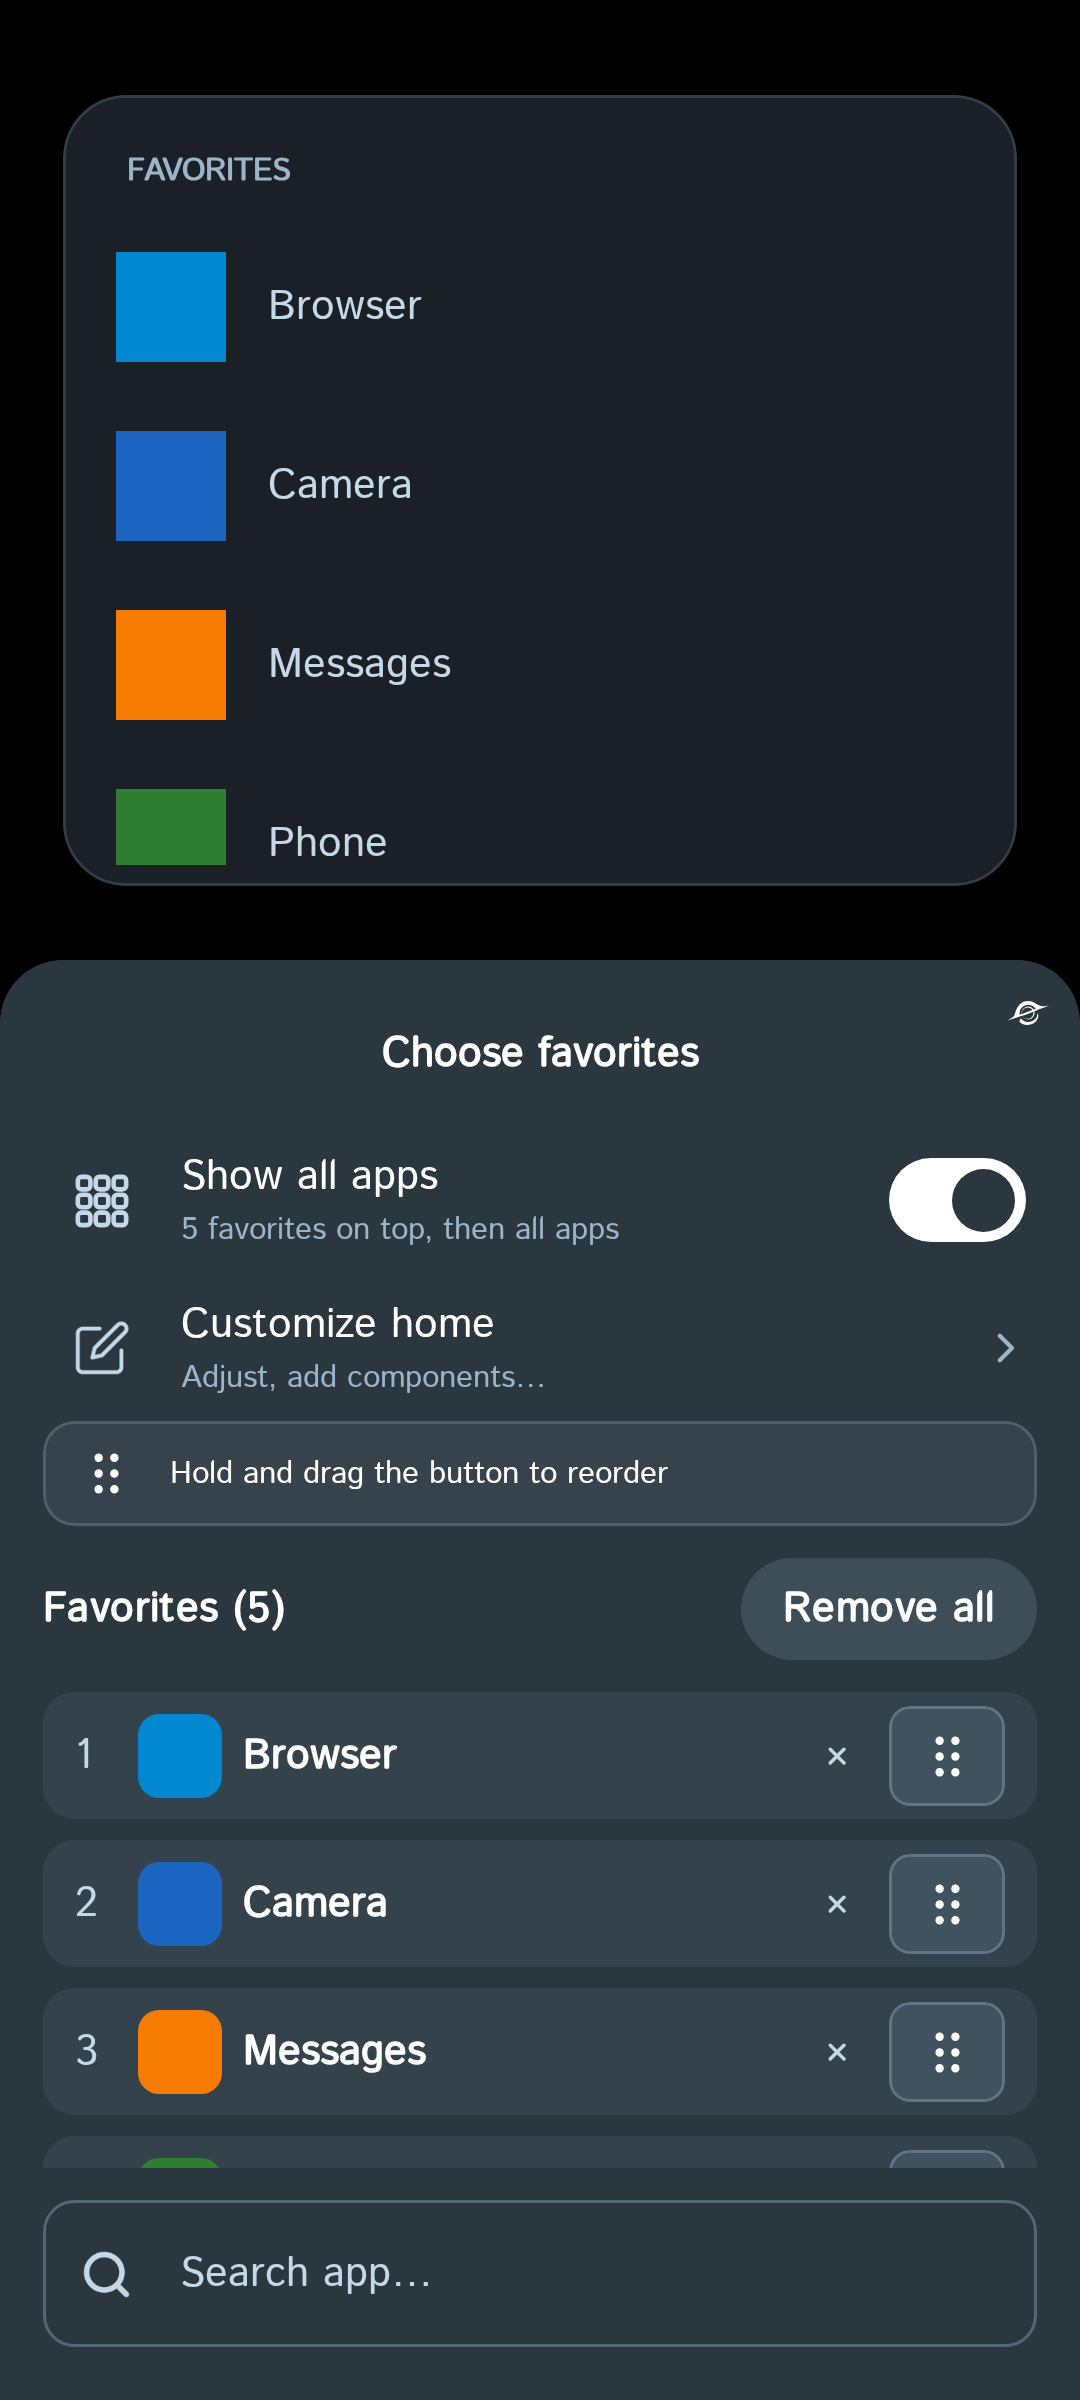 FAVORITES
Browser
Camera
Messages
Phone
Choose favorites
Show all apps
5 favorites on top, then all apps
Customize home
Adjust, add components...
Hold and drag the button to reorder
Favorites (5)
Remove all
1 Browser ×
2 Camera ×
3 Messages ×
Search app...